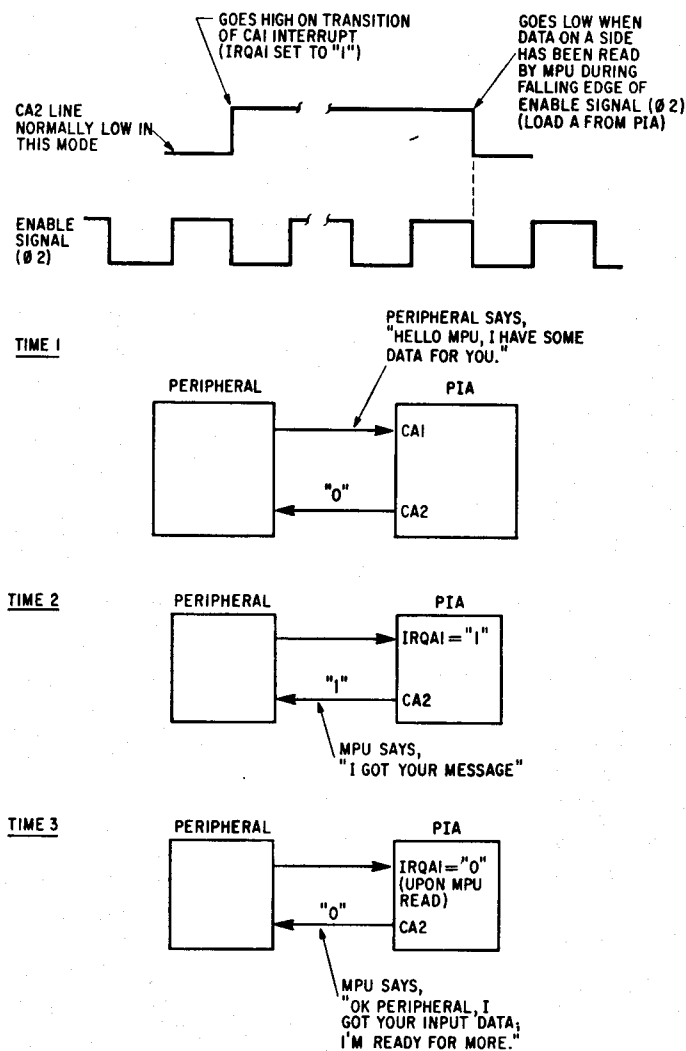 GOES HIGH ON TRANSITION
OF CA1 INTERRUPT
(IRQA1 SET TO "1")
GOES LOW WHEN
DATA ON A SIDE
HAS BEEN READ
BY MPU DURING
FALLING EDGE OF
ENABLE SIGNAL (Ø2)
(LOAD A FROM PIA)
CA2 LINE
NORMALLY LOW IN
THIS MODE
ENABLE
SIGNAL
(Ø2)
TIME 1
PERIPHERAL SAYS,
"HELLO MPU, I HAVE SOME
DATA FOR YOU."
PERIPHERAL
PIA
CA1
"0"
CA2
TIME 2
PERIPHERAL
PIA
IRQA1="1"
"1"
CA2
MPU SAYS,
"I GOT YOUR MESSAGE"
TIME 3
PERIPHERAL
PIA
IRQA1="0"
(UPON MPU
READ)
"0"
CA2
MPU SAYS,
"OK PERIPHERAL, I
GOT YOUR INPUT DATA;
I'M READY FOR MORE."